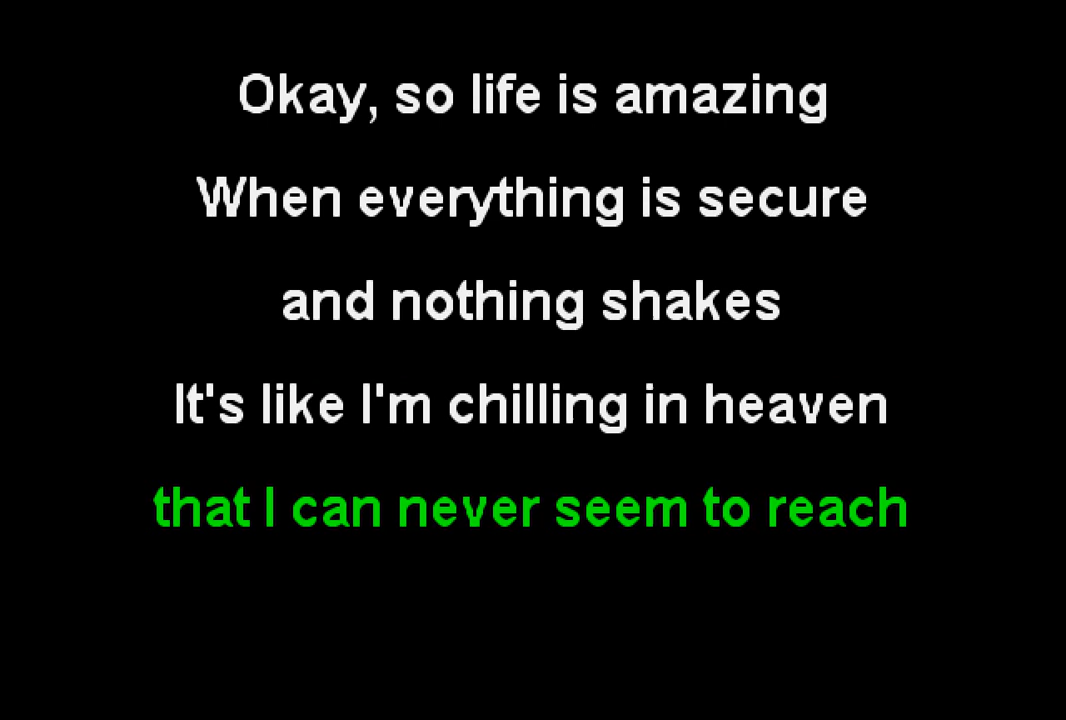 Okay, so life is amazing
When everything is secure
and nothing shakes
It's like I'm chilling in heaven
that I can never seem to reach